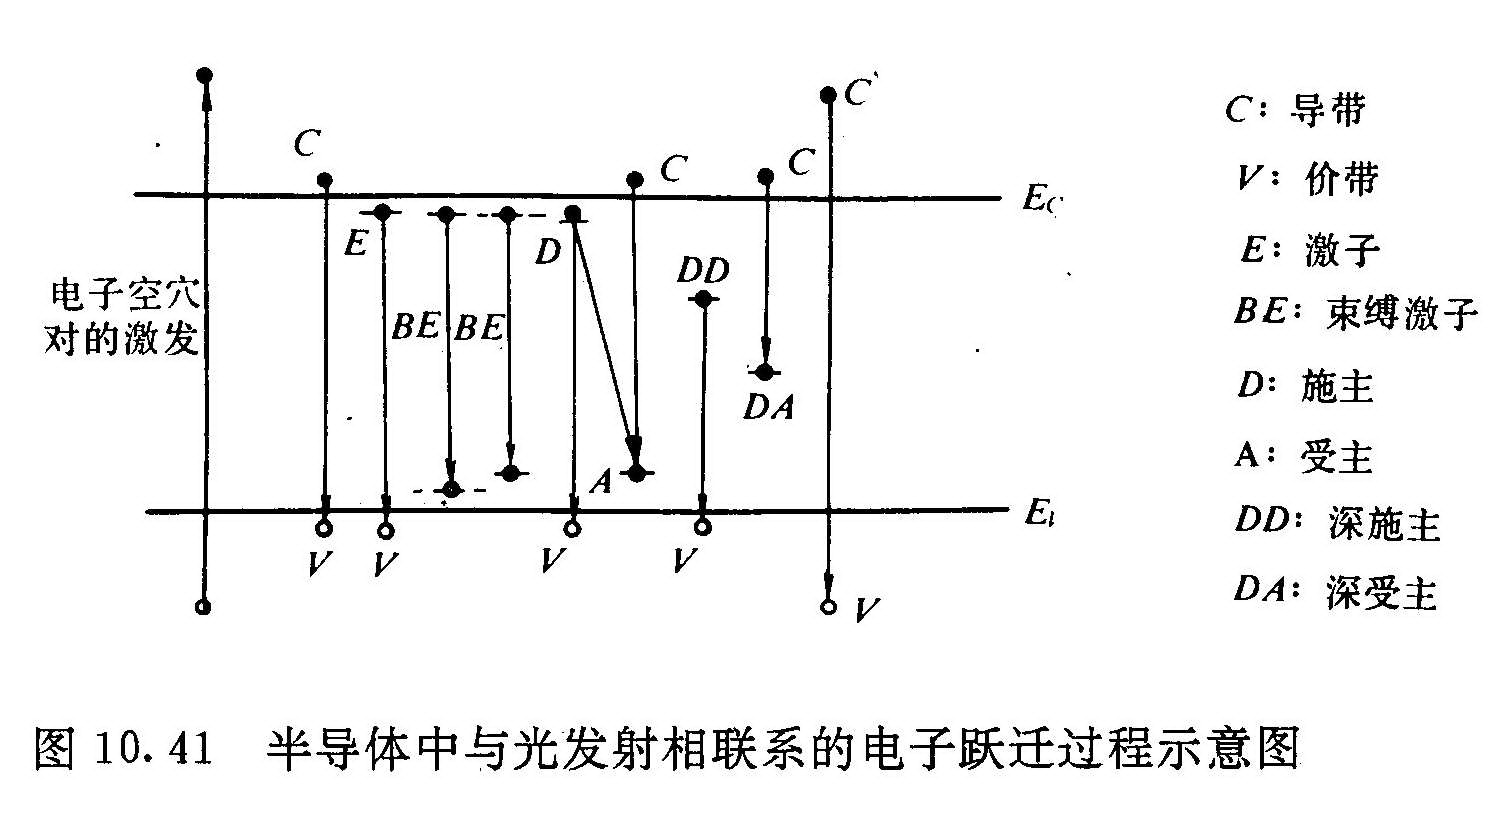 C
C
C
C'
E_C
E
D
DD
电子空穴
对的激发
BE
BE
DA
A
E_l
V
V
V
V
V
C: 导带
V: 价带
E: 激子
BE: 束缚激子
D: 施主
A: 受主
DD: 深施主
DA: 深受主
图 10.41 半导体中与光发射相联系的电子跃迁过程示意图